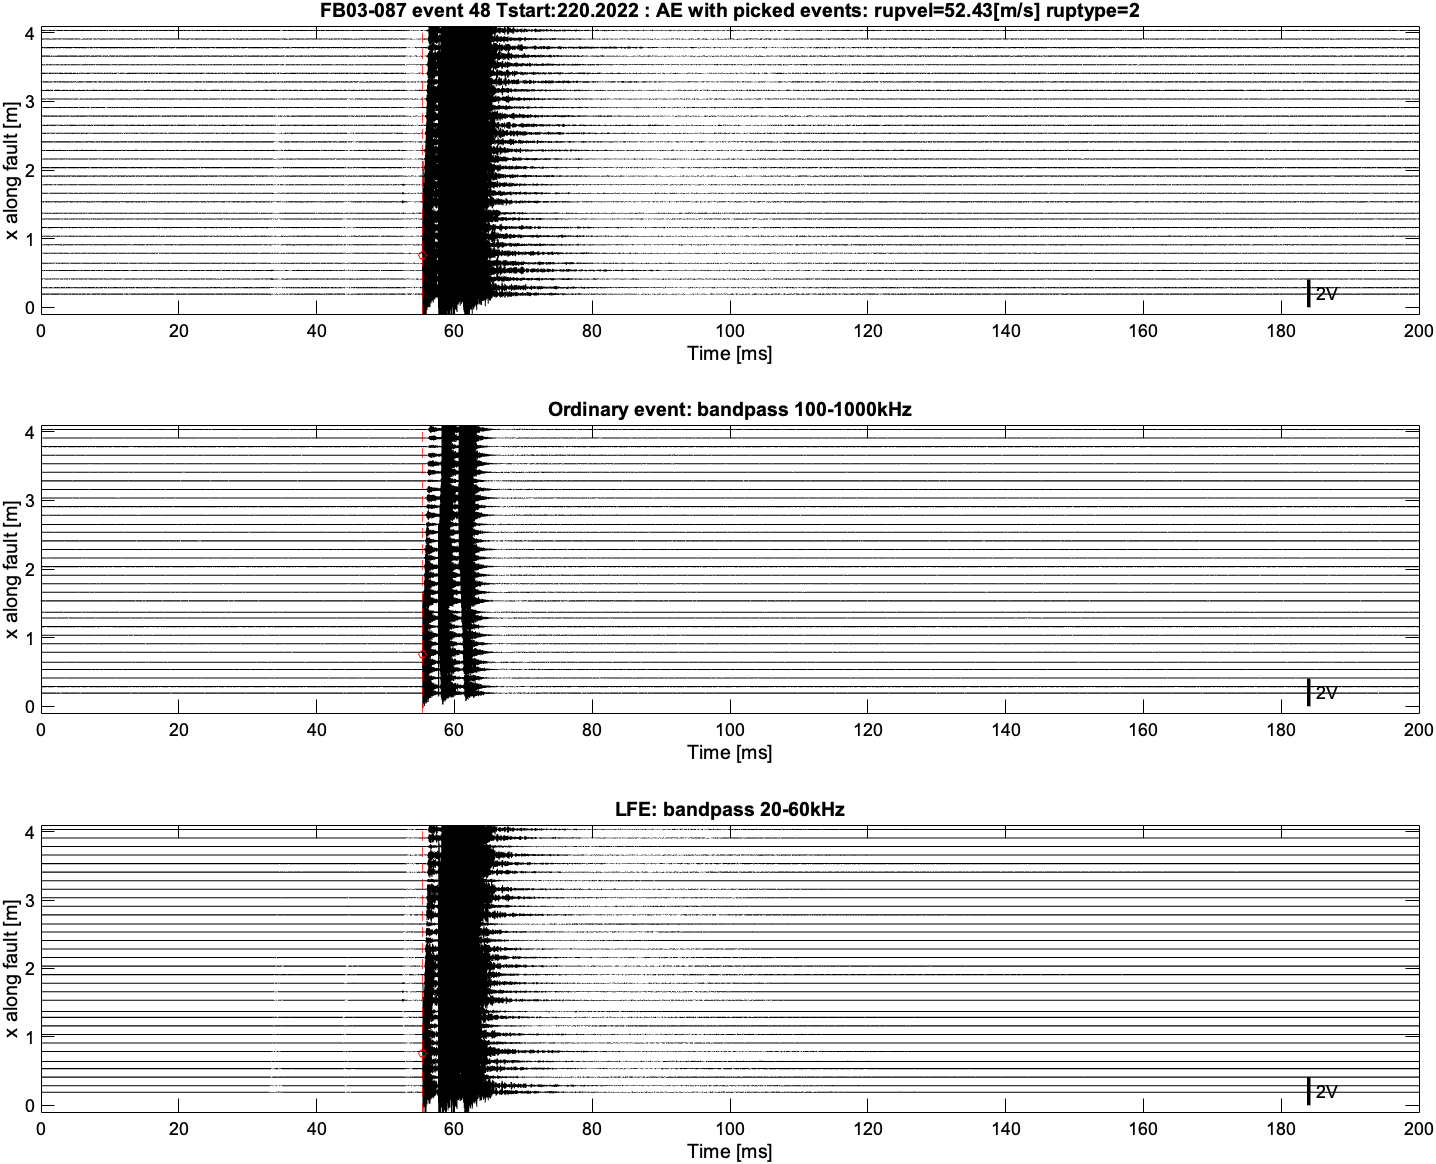 FB03-087 event 48 Tstart:220.2022 : AE with picked events: rupvel=52.43[m/s] ruptype=2
x along fault [m]
4
3
2
1
0
2V
0 20 40 60 80 100 120 140 160 180 200
Time [ms]
Ordinary event: bandpass 100-1000kHz
x along fault [m]
4
3
2
1
0
2V
0 20 40 60 80 100 120 140 160 180 200
Time [ms]
LFE: bandpass 20-60kHz
x along fault [m]
4
3
2
1
0
2V
0 20 40 60 80 100 120 140 160 180 200
Time [ms]